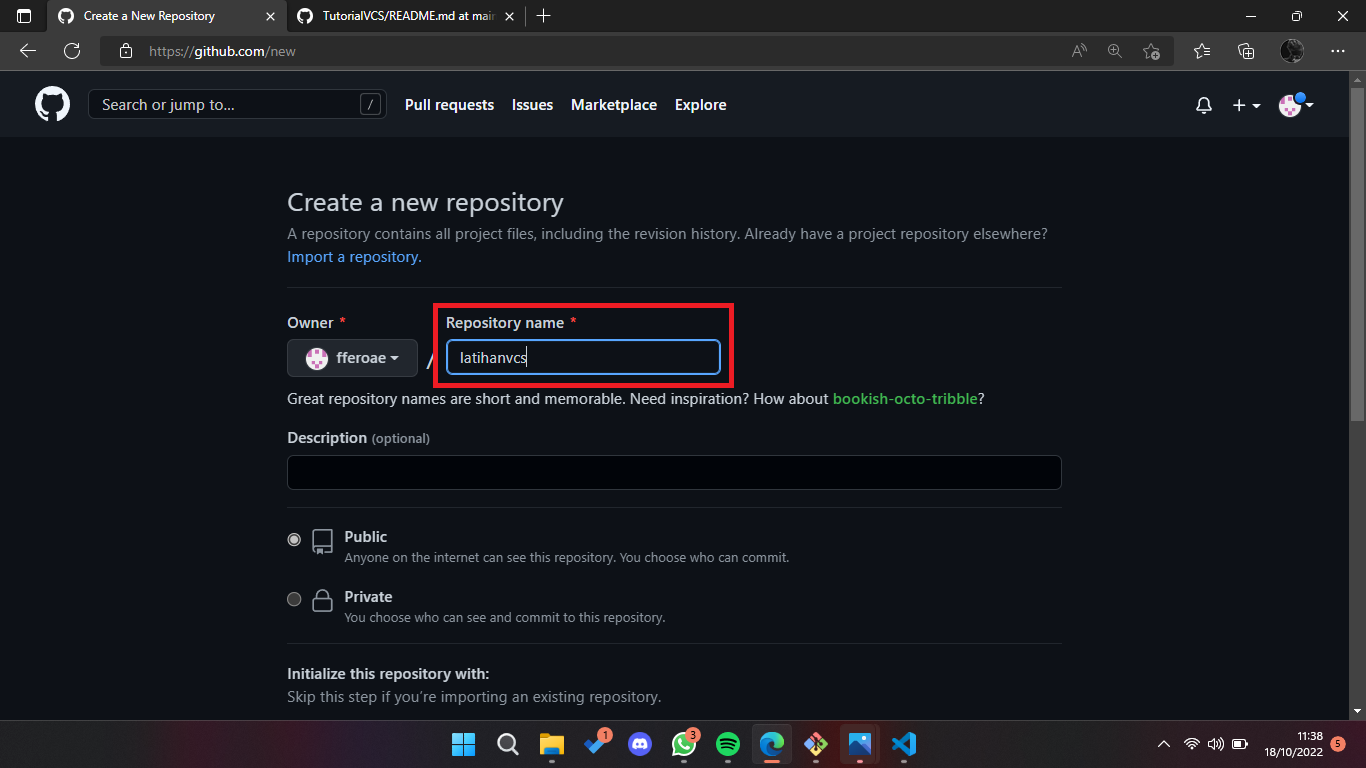 Create a New Repository
TutorialVCS/README.md at main
https://github.com/new
Search or jump to...
/
Pull requests
Issues
Marketplace
Explore
Create a new repository
A repository contains all project files, including the revision history. Already have a project repository elsewhere?
Import a repository.
Owner *
Repository name *
fferoae
/
latihanvcs
Great repository names are short and memorable. Need inspiration? How about bookish-octo-tribble?
Description (optional)
Public
Anyone on the internet can see this repository. You choose who can commit.
Private
You choose who can see and commit to this repository.
Initialize this repository with:
Skip this step if you're importing an existing repository.
1
3
11:38
18/10/2022
5